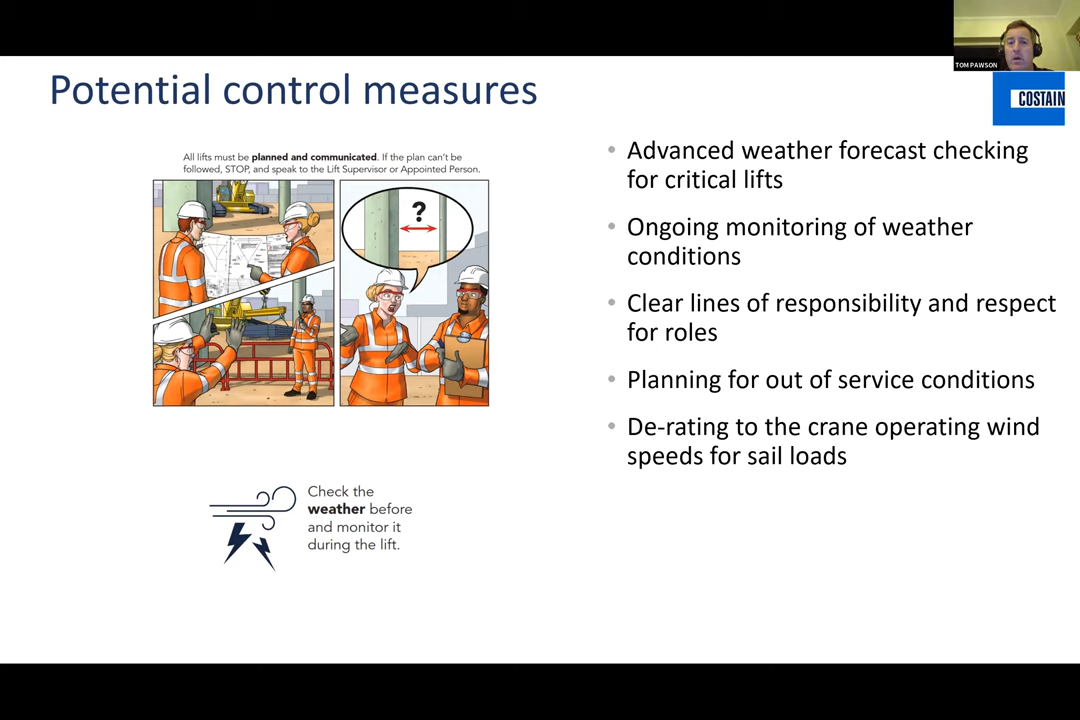 TOM PAWSON
COSTAIN
Potential control measures
All lifts must be planned and communicated. If the plan can't be
followed, STOP, and speak to the Lift Supervisor or Appointed Person.
?
Check the
weather before
and monitor it
during the lift.
• Advanced weather forecast checking
for critical lifts
• Ongoing monitoring of weather
conditions
• Clear lines of responsibility and respect
for roles
• Planning for out of service conditions
• De-rating to the crane operating wind
speeds for sail loads